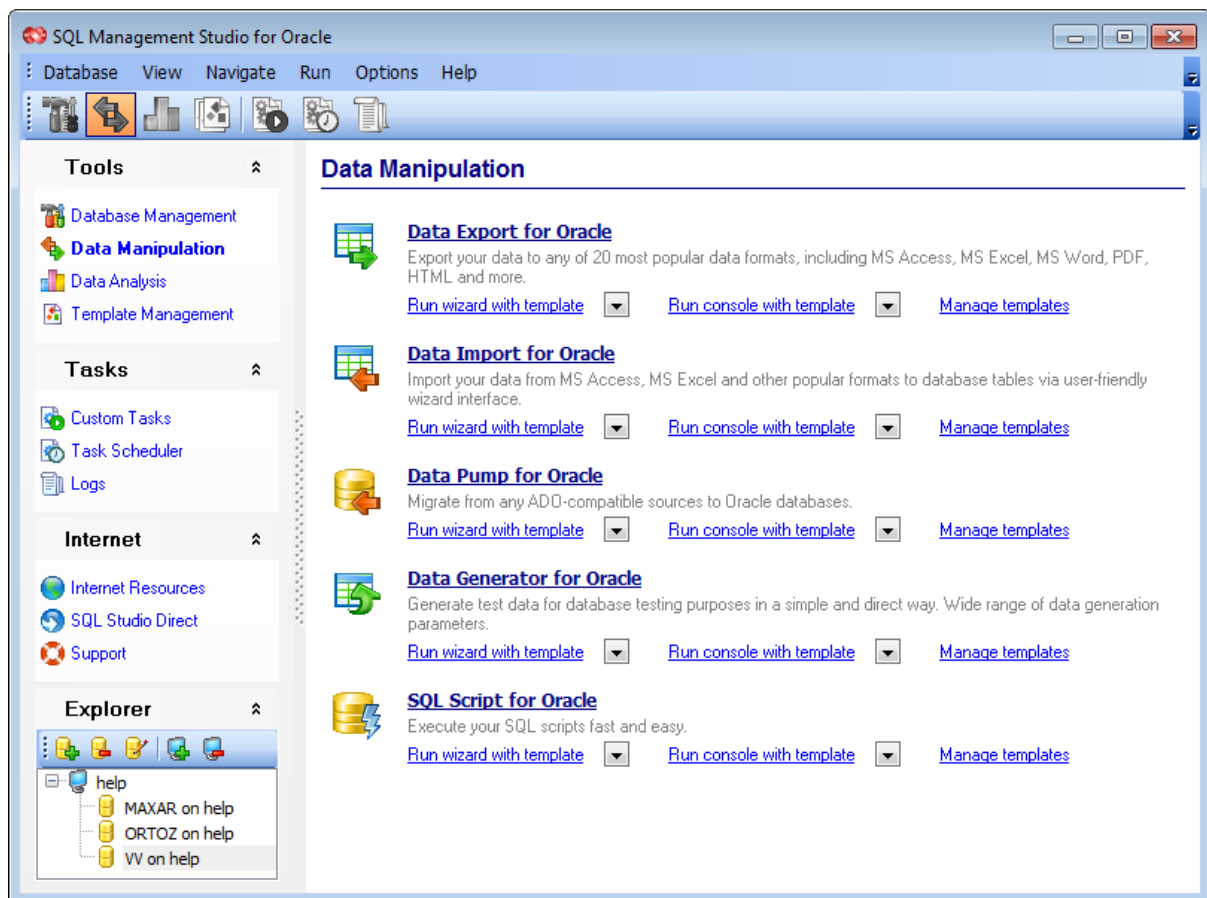 SQL Management Studio for Oracle
Database View Navigate Run Options Help
Tools
Database Management
Data Manipulation
Data Analysis
Template Management
Tasks
Custom Tasks
Task Scheduler
Logs
Internet
Internet Resources
SQL Studio Direct
Support
Explorer
help
MAXAR on help
ORTOZ on help
VV on help
Data Manipulation
Data Export for Oracle
Export your data to any of 20 most popular data formats, including MS Access, MS Excel, MS Word, PDF,
HTML and more.
Run wizard with template Run console with template Manage templates
Data Import for Oracle
Import your data from MS Access, MS Excel and other popular formats to database tables via user-friendly
wizard interface.
Run wizard with template Run console with template Manage templates
Data Pump for Oracle
Migrate from any ADO-compatible sources to Oracle databases.
Run wizard with template Run console with template Manage templates
Data Generator for Oracle
Generate test data for database testing purposes in a simple and direct way. Wide range of data generation
parameters.
Run wizard with template Run console with template Manage templates
SQL Script for Oracle
Execute your SQL scripts fast and easy.
Run wizard with template Run console with template Manage templates